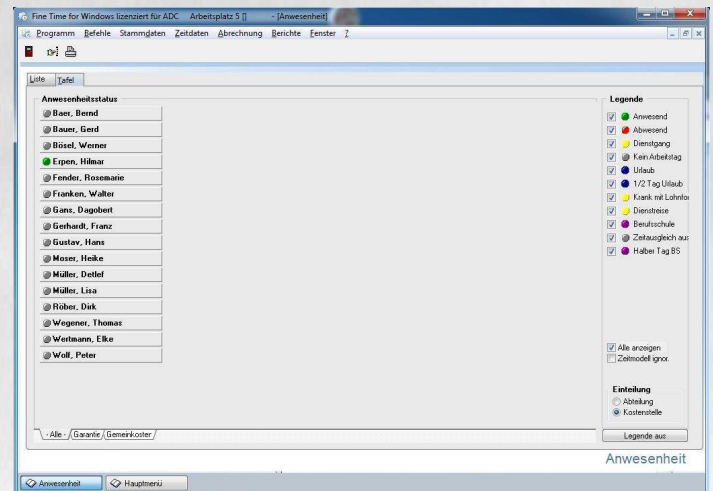 Fine Time for Windows lizenziert für ADC Arbeitsplatz 5 [] - [Anwesenheit]
Programm Befehle Stammdaten Zeitdaten Abrechnung Berichte Fenster ?
Liste Tafel
Anwesenheitsstatus
Baer, Bernd
Bauer, Gerd
Bösel, Werner
Erpen, Hilmar
Fender, Rosemarie
Franken, Walter
Gans, Dagobert
Gerhardt, Franz
Gustav, Hans
Moser, Heike
Müller, Detlef
Müller, Lisa
Röber, Dirk
Wegener, Thomas
Wertmann, Elke
Wolf, Peter
- Alle - Garantie Gemeinkoster
Legende
Anwesend
Abwesend
Dienstgang
Kein Arbeitstag
Urlaub
1/2 Tag Urlaub
Krank mit Lohnfor
Dienstreise
Berufsschule
Zeitausgleich aus
Halber Tag BS
Alle anzeigen
Zeitmodell ignor.
Einteilung
Abteilung
Kostenstelle
Legende aus
Anwesenheit
Anwesenheit Hauptmenü